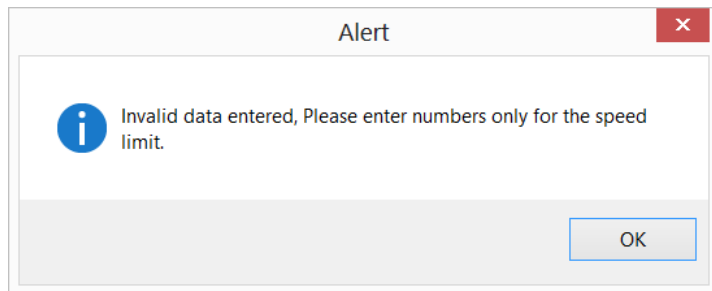 Alert
Invalid data entered, Please enter numbers only for the speed
limit.
OK